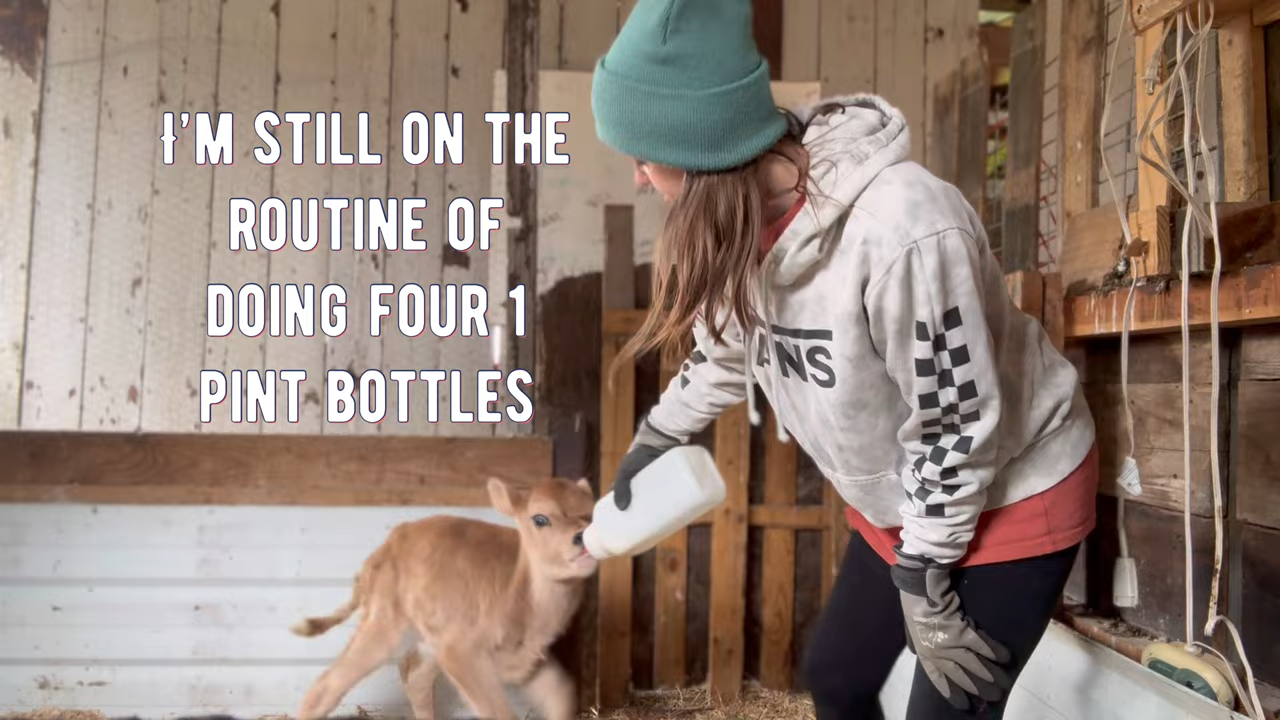 I'M STILL ON THE
ROUTINE OF
DOING FOUR 1
PINT BOTTLES
VANS